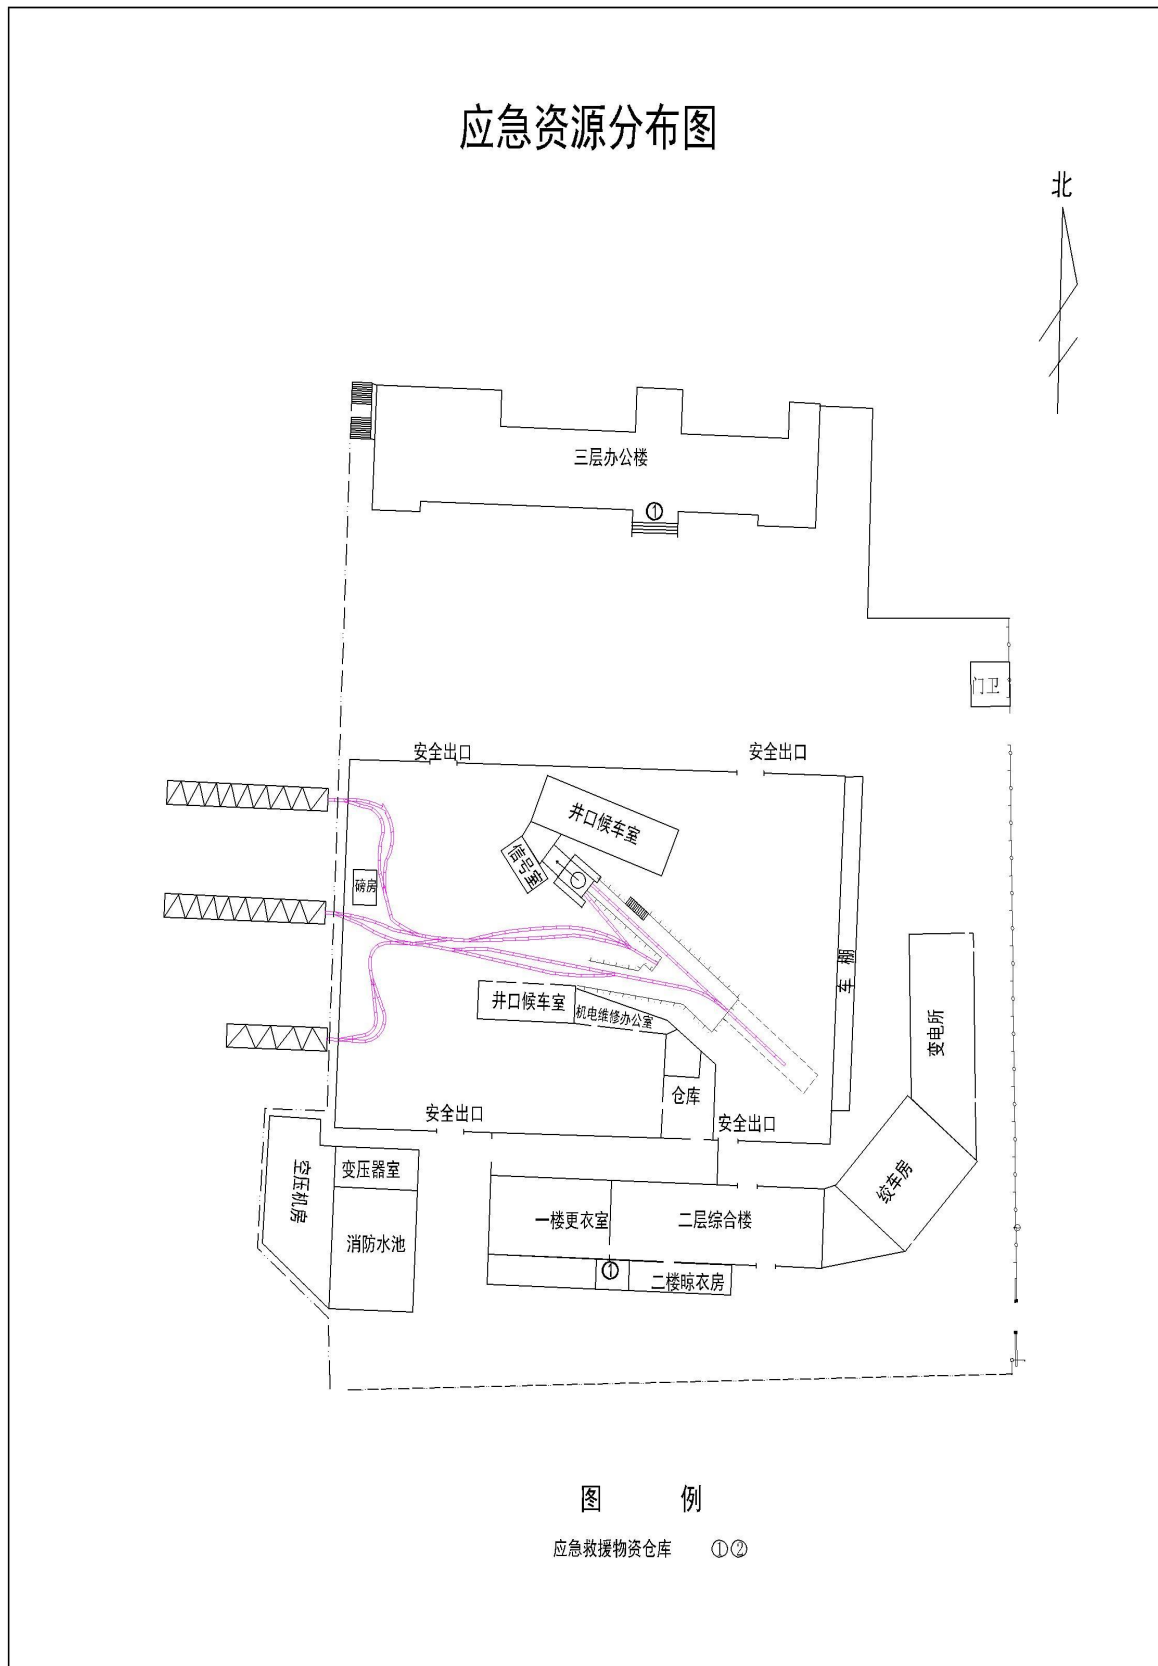 应急资源分布图
北
三层办公楼
①
门卫
安全出口
安全出口
井口候车室
信号室
磅房
车棚
井口候车室
机电维修办公室
变电所
仓库
安全出口
安全出口
空压机房
变压器室
绞车房
消防水池
一楼更衣室
二层综合楼
①
二楼晾衣房
图 例
应急救援物资仓库 ①②